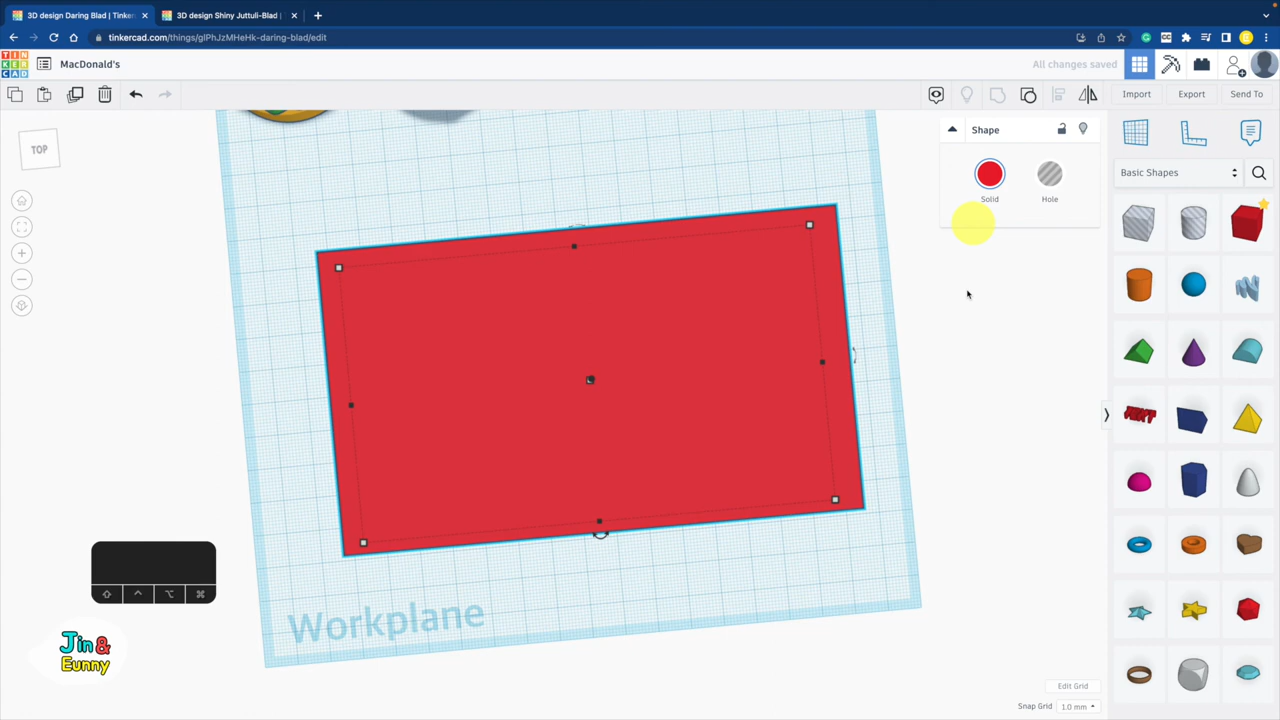 3D design Daring Blad | Tinker
3D design Shiny Juttuli-Blad |
tinkercad.com/things/glPhJzMHeHk-daring-blad/edit
TIN
KER
CAD
MacDonald's
All changes saved
Import
Export
Send To
TOP
Shape
Solid
Hole
Basic Shapes
Workplane
Jin&
Eunny
Edit Grid
Snap Grid 1.0 mm